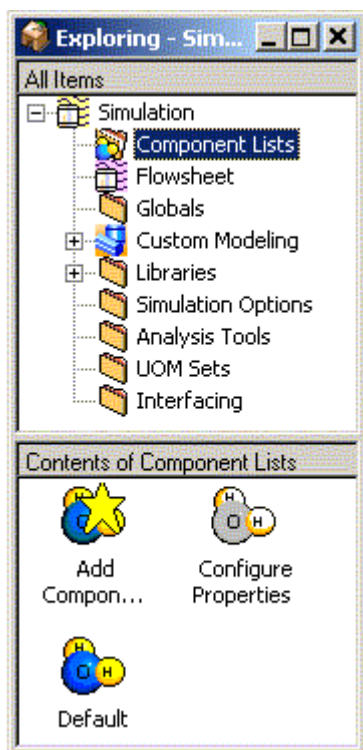 Exploring - Sim...
All Items
Simulation
Component Lists
Flowsheet
Globals
Custom Modeling
Libraries
Simulation Options
Analysis Tools
UOM Sets
Interfacing
Contents of Component Lists
H
O H
Add
Compon...
H
O H
Configure
Properties
H
O H
Default